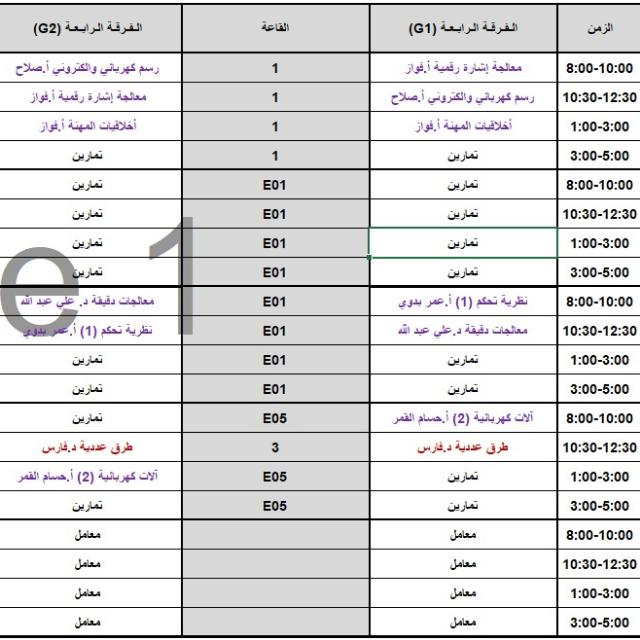 الزمن الفرقة الرابعة (G1) القاعة الفرقة الرابعة (G2)
8:00-10:00 معالجة إشارة رقمية أ.فواز 1 رسم كهربائي والكتروني أ.صلاح
10:30-12:30 رسم كهربائي والكتروني أ.صلاح 1 معالجة إشارة رقمية أ.فواز
1:00-3:00 أخلاقيات المهنة أ.فواز 1 أخلاقيات المهنة أ.فواز
3:00-5:00 تمارين 1 تمارين
8:00-10:00 تمارين E01 تمارين
10:30-12:30 تمارين E01 تمارين
1:00-3:00 تمارين E01 تمارين
3:00-5:00 تمارين E01 تمارين
8:00-10:00 نظرية تحكم (1) أ.عمر بدوي E01 معالجات دقيقة د. علي عبد الله
10:30-12:30 معالجات دقيقة د.علي عبد الله E01 نظرية تحكم (1) أ.عمر بدوي
1:00-3:00 تمارين E01 تمارين
3:00-5:00 تمارين E01 تمارين
8:00-10:00 آلات كهربائية (2) أ.حسام القمر E05 تمارين
10:30-12:30 طرق عددية د.فارس 3 طرق عددية د.فارس
1:00-3:00 تمارين E05 آلات كهربائية (2) أ.حسام القمر
3:00-5:00 تمارين E05 تمارين
8:00-10:00 معامل معامل
10:30-12:30 معامل معامل
1:00-3:00 معامل معامل
3:00-5:00 معامل معامل
e 1